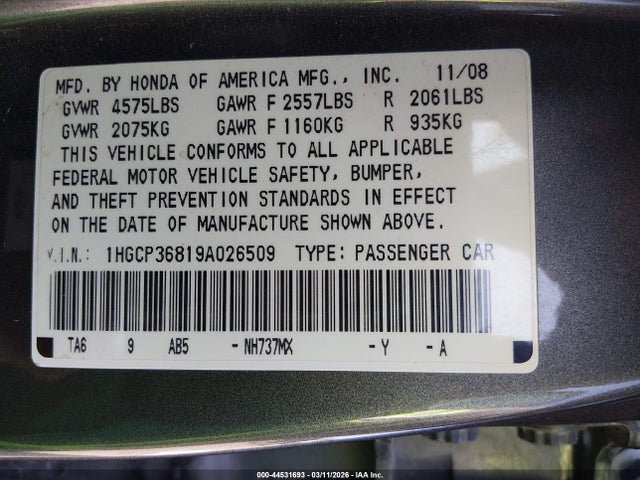 MFD. BY HONDA OF AMERICA MFG., INC. 11/08
GVWR 4575LBS GAWR F 2557LBS R 2061LBS
GVWR 2075KG GAWR F 1160KG R 935KG
THIS VEHICLE CONFORMS TO ALL APPLICABLE
FEDERAL MOTOR VEHICLE SAFETY, BUMPER,
AND THEFT PREVENTION STANDARDS IN EFFECT
ON THE DATE OF MANUFACTURE SHOWN ABOVE.
V.I.N.: 1HGCP36819A026509 TYPE: PASSENGER CAR
TA6 9 AB5 - NH737MX - Y - A
000-44531693 - 03/11/2026 - IAA Inc.